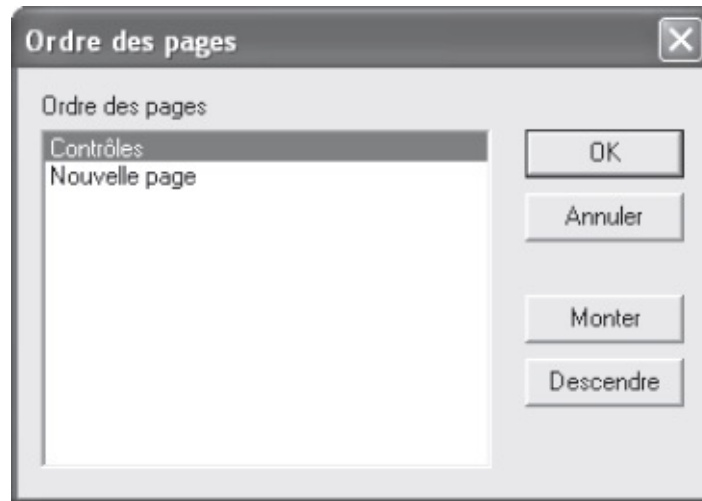 Ordre des pages
Ordre des pages
Contrôles
Nouvelle page
OK
Annuler
Monter
Descendre